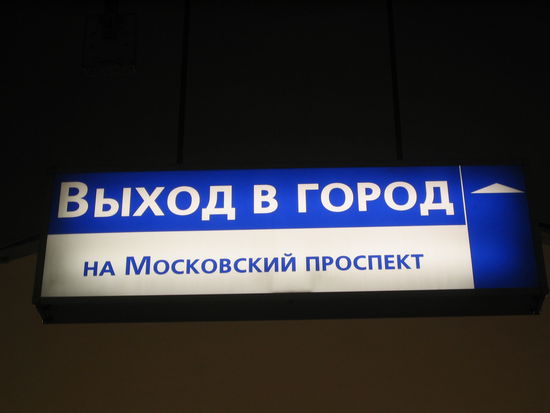 Выход в город
на Московский проспект